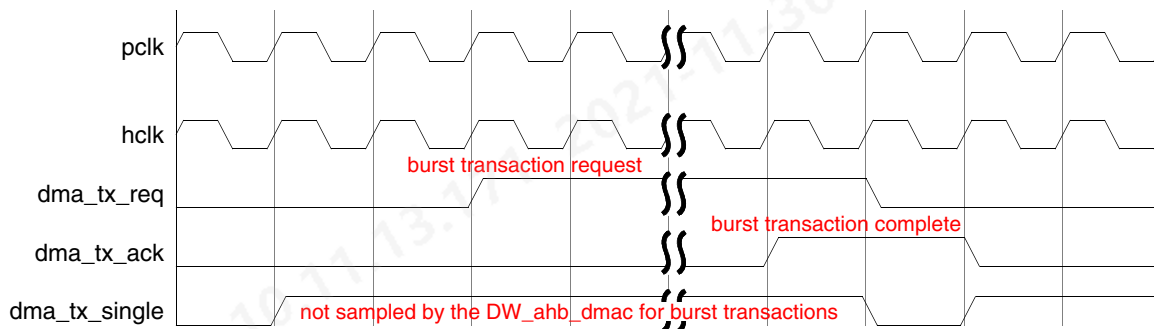 pclk
hclk
burst transaction request
dma_tx_req
burst transaction complete
dma_tx_ack
dma_tx_single
not sampled by the DW_ahb_dmac for burst transactions